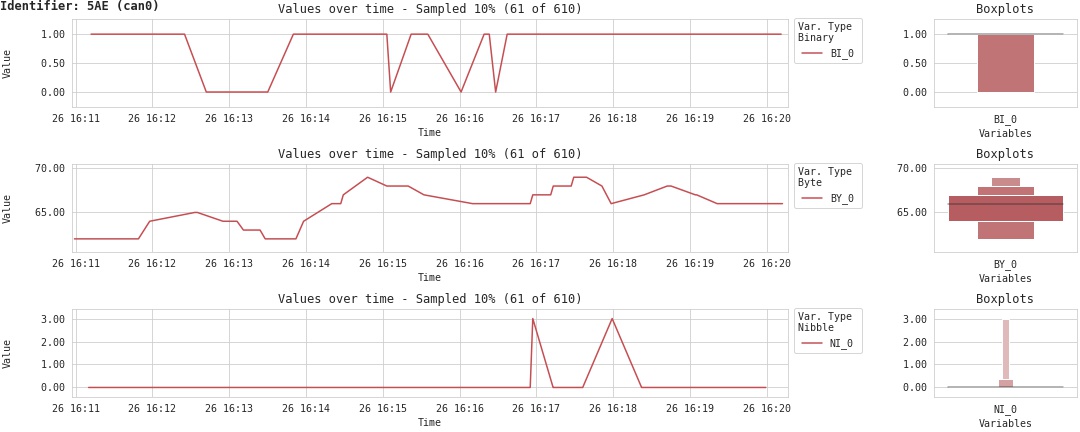 Identifier: 5AE (can0)
Values over time - Sampled 10% (61 of 610)
Boxplots
Value
1.00
0.50
0.00
26 16:11 26 16:12 26 16:13 26 16:14 26 16:15 26 16:16 26 16:17 26 16:18 26 16:19 26 16:20
Time
Var. Type
Binary
BI_0
1.00
0.50
0.00
BI_0
Variables
Values over time - Sampled 10% (61 of 610)
Boxplots
Value
70.00
65.00
26 16:11 26 16:12 26 16:13 26 16:14 26 16:15 26 16:16 26 16:17 26 16:18 26 16:19 26 16:20
Time
Var. Type
Byte
BY_0
70.00
65.00
BY_0
Variables
Values over time - Sampled 10% (61 of 610)
Boxplots
Value
3.00
2.00
1.00
0.00
26 16:11 26 16:12 26 16:13 26 16:14 26 16:15 26 16:16 26 16:17 26 16:18 26 16:19 26 16:20
Time
Var. Type
Nibble
NI_0
3.00
2.00
1.00
0.00
NI_0
Variables